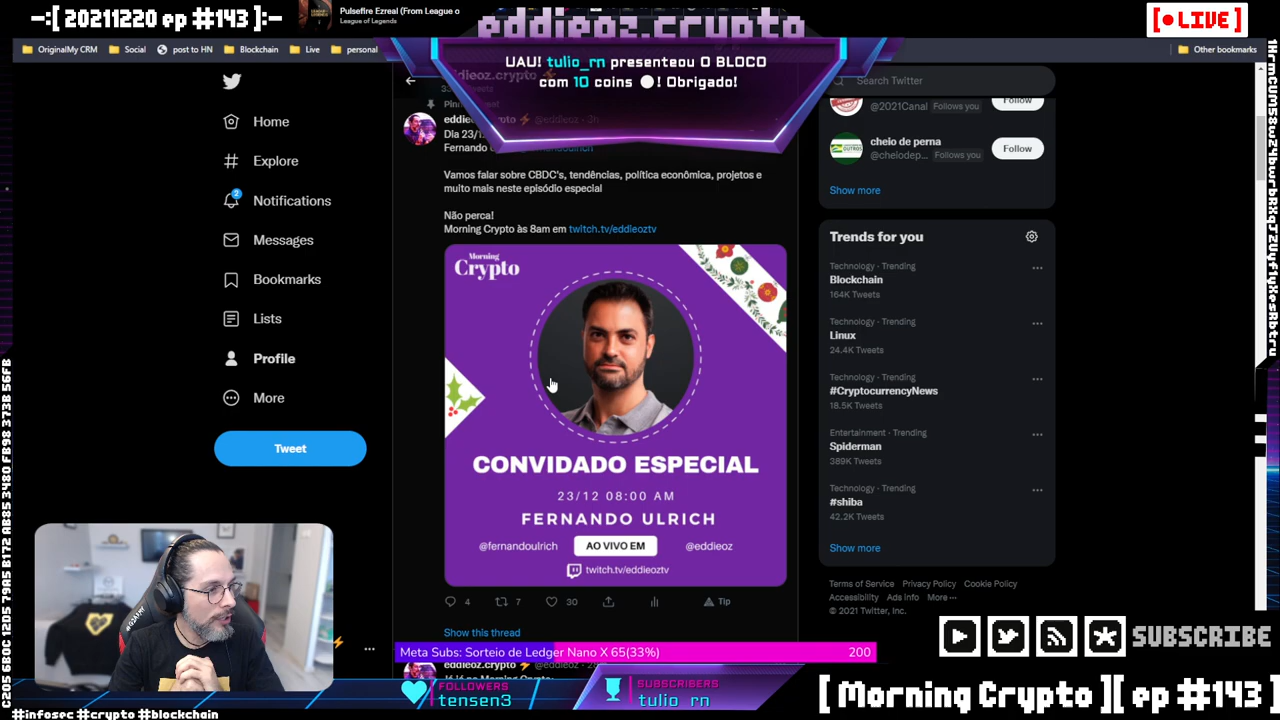 -:[ 20211220 ep #143 ]:-
Pulsefire Ezreal (From League o
League of Legends
eddieoz.crypto
[● LIVE ]
OriginalMy CRM
Social
post to HN
Blockchain
Live
personal
Other bookmarks
UAU! tulio_rn presenteou O BLOCO
com 10 coins ! Obrigado!
Home
Explore
2
Notifications
Messages
Bookmarks
Lists
Profile
More
Tweet
@eddieoz · 3h
Dia 23/1
Fernando
Vamos falar sobre CBDC's, tendências, política econômica, projetos e
muito mais neste episódio especial
Não perca!
Morning Crypto às 8am em twitch.tv/eddieoztv
Morning
Crypto
CONVIDADO ESPECIAL
23/12 08:00 AM
FERNANDO ULRICH
@fernandoulrich
AO VIVO EM
@eddieoz
twitch.tv/eddieoztv
4
7
30
Tip
Show this thread
eddieoz.crypto ⚡ @eddieoz
Search Twitter
@2021Canal Follows you
Follow
cheio de perna
@cheiodep... Follows you
Follow
Show more
Trends for you
Technology · Trending
Blockchain
164K Tweets
Technology · Trending
Linux
24.4K Tweets
Technology · Trending
#CryptocurrencyNews
18.5K Tweets
Entertainment · Trending
Spiderman
389K Tweets
Technology · Trending
#shiba
42.2K Tweets
Show more
Terms of Service Privacy Policy Cookie Policy
Accessibility Ads info More ···
© 2021 Twitter, Inc.
SUBSCRIBE
Meta Subs: Sorteio de Ledger Nano X 65(33%)
200
FOLLOWERS
tensen3
SUBSCRIBERS
tulio_rn
[ Morning Crypto ][ ep #143 ]
#infosec #crypto #blockchain